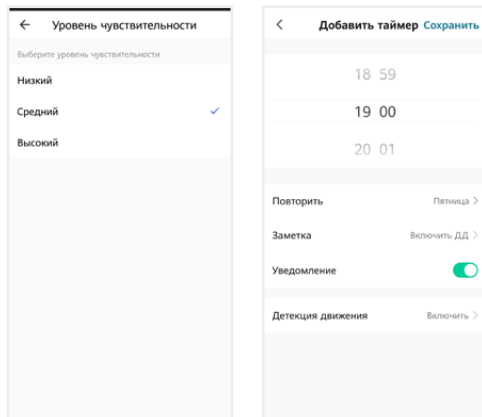 Уровень чувствительности
Выберите уровень чувствительности
Низкий
Средний
Высокий
Добавить таймер Сохранить
18 59
19 00
20 01
Повторить Пятница
Заметка Включить ДД
Уведомление
Детекция движения Включить